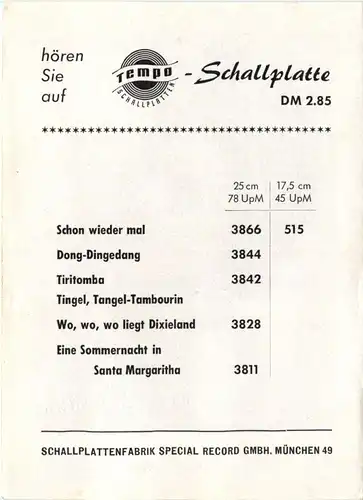 hören
Sie
auf
Tempo
SCHALLPLATTEN
-Schallplatte
DM 2.85
************************************
25 cm 17,5 cm
78 UpM 45 UpM
Schon wieder mal 3866 515
Dong-Dingedang 3844
Tiritomba 3842
Tingel, Tangel-Tambourin
Wo, wo, wo liegt Dixieland 3828
Eine Sommernacht in
Santa Margaritha 3811
SCHALLPLATTENFABRIK SPECIAL RECORD GMBH. MÜNCHEN 49